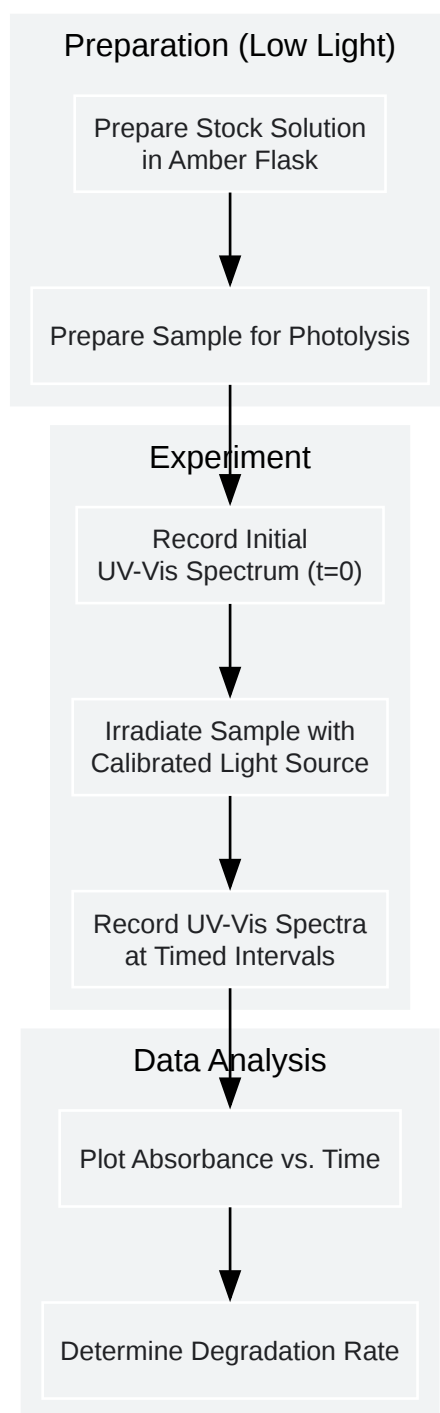 Preparation (Low Light)
Prepare Stock Solution
in Amber Flask
Prepare Sample for Photolysis
Experiment
Record Initial
UV-Vis Spectrum (t=0)
Irradiate Sample with
Calibrated Light Source
Record UV-Vis Spectra
at Timed Intervals
Data Analysis
Plot Absorbance vs. Time
Determine Degradation Rate